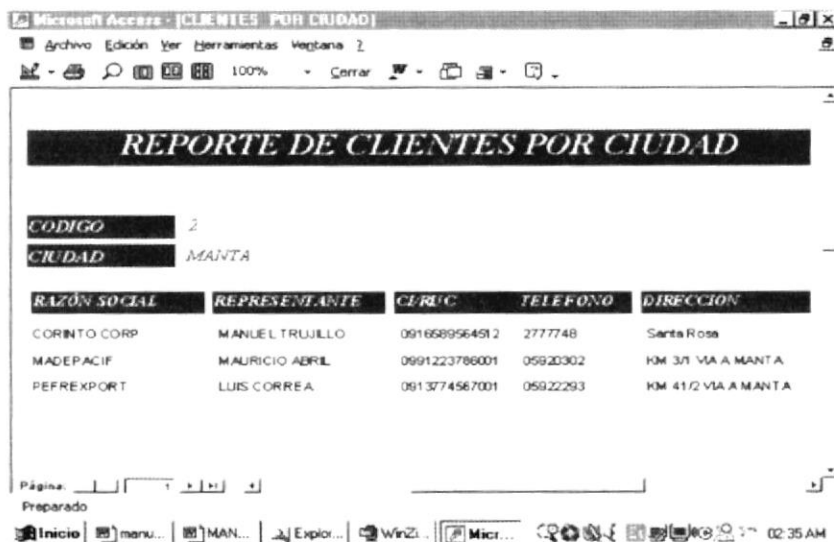 Microsoft Access - [CLIENTES POR CIUDAD]
Archivo Edición Ver Herramientas Ventana ?
100% Cerrar W
REPORTE DE CLIENTES POR CIUDAD
CODIGO 2
CIUDAD MANTA
RAZÓN SOCIAL REPRESENTANTE CI/RUC TELEFONO DIRECCION
CORINTO CORP MANUEL TRUJILLO 0916589564512 2777748 Santa Rosa
MADEPACIF MAURICIO ABRIL 0991223786001 05920302 KM 3/1 VIA A MANTA
PEFREXPORT LUIS CORREA 0913774567001 05922293 KM 41/2 VIA A MANTA
Página: 1
Preparado
Inicio manu... MAN... Explor... WinZi... Micr... 02:35 AM